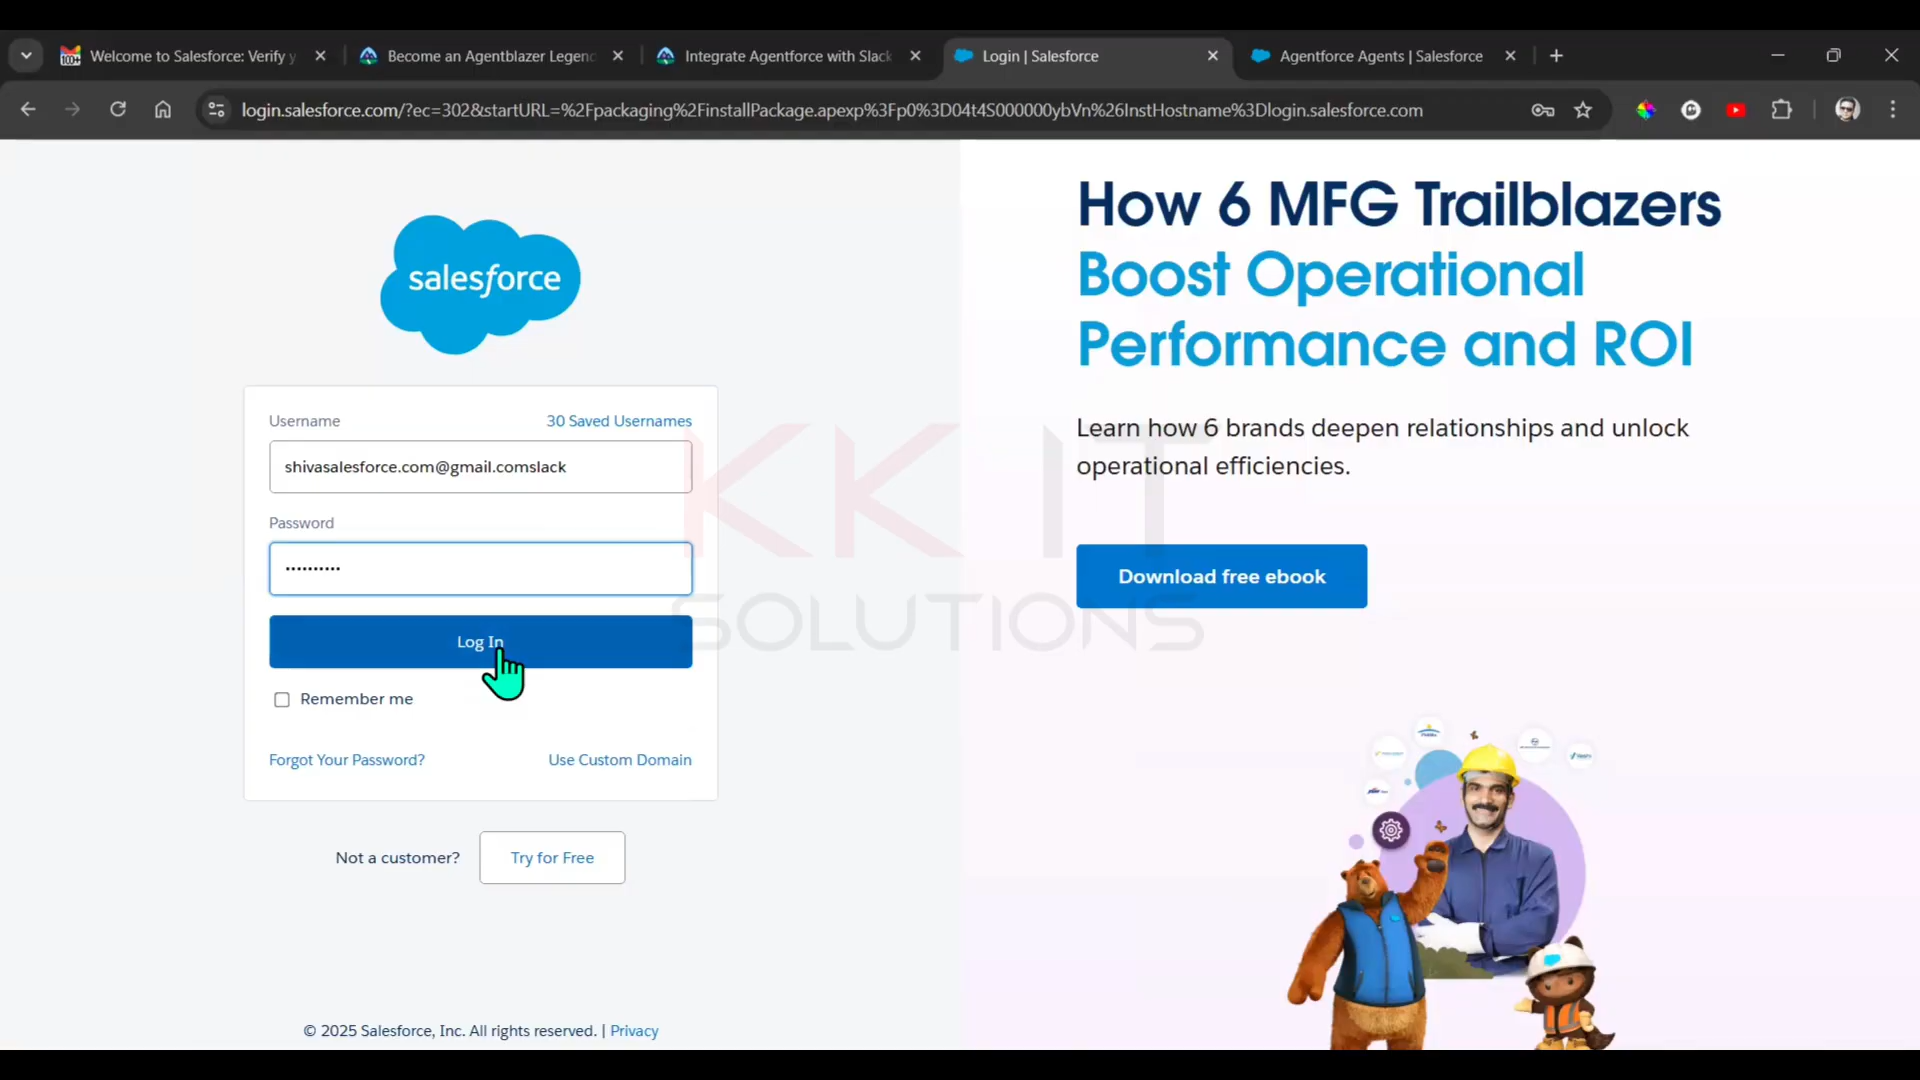 Welcome to Salesforce: Verify y
Become an Agentblazer Legend
Integrate Agentforce with Slack
Login | Salesforce
Agentforce Agents | Salesforce
login.salesforce.com/?ec=302&startURL=%2Fpackaging%2FinstallPackage.apexp%3Fp0%3D04t4S000000ybVn%26InstHostname%3Dlogin.salesforce.com
salesforce
Username
30 Saved Usernames
shivasalesforce.com@gmail.comslack
Password
Log In
Remember me
Forgot Your Password?
Use Custom Domain
Not a customer?
Try for Free
© 2025 Salesforce, Inc. All rights reserved. | Privacy
How 6 MFG Trailblazers
Boost Operational
Performance and ROI
Learn how 6 brands deepen relationships and unlock
operational efficiencies.
Download free ebook
KK IT
SOLUTIONS